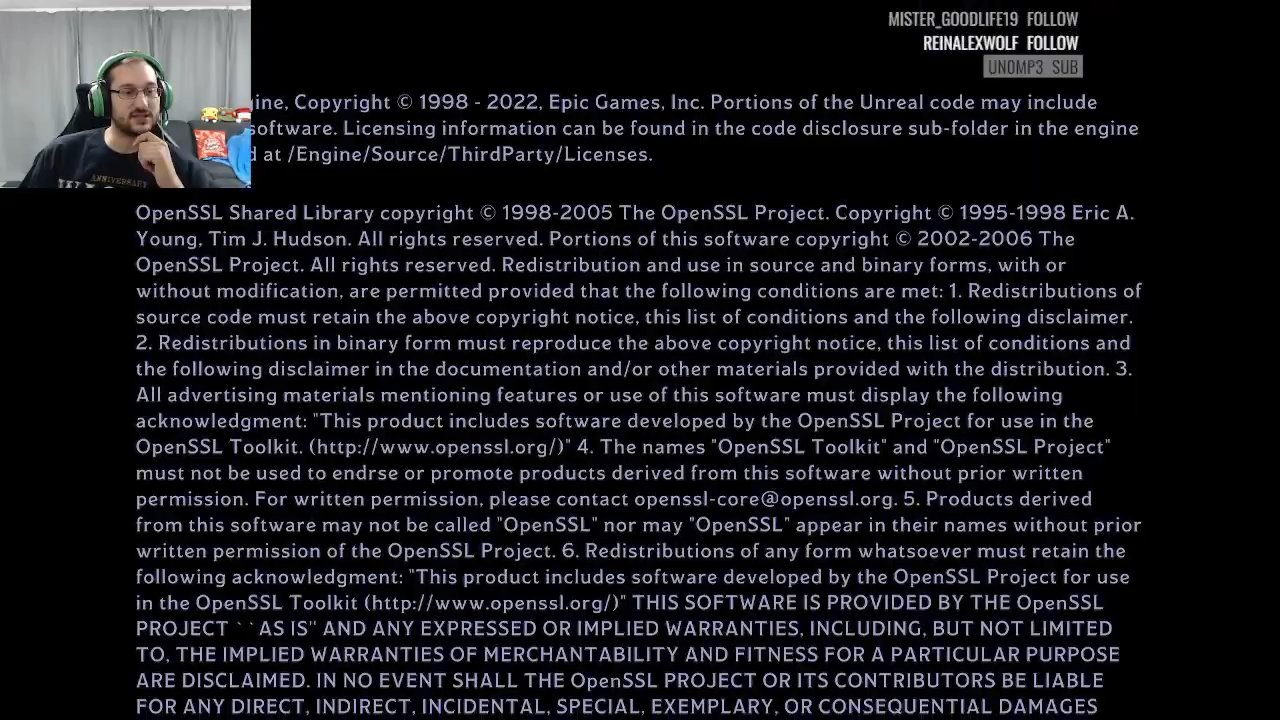 MISTER_GOODLIFE19 FOLLOW
REINALEXWOLF FOLLOW
UNOMP3 SUB
gine, Copyright © 1998 - 2022, Epic Games, Inc. Portions of the Unreal code may include
software. Licensing information can be found in the code disclosure sub-folder in the engine
d at /Engine/Source/ThirdParty/Licenses.
ANNIVERSARY
OpenSSL Shared Library copyright © 1998-2005 The OpenSSL Project. Copyright © 1995-1998 Eric A.
Young, Tim J. Hudson. All rights reserved. Portions of this software copyright © 2002-2006 The
OpenSSL Project. All rights reserved. Redistribution and use in source and binary forms, with or
without modification, are permitted provided that the following conditions are met: 1. Redistributions of
source code must retain the above copyright notice, this list of conditions and the following disclaimer.
2. Redistributions in binary form must reproduce the above copyright notice, this list of conditions and
the following disclaimer in the documentation and/or other materials provided with the distribution. 3.
All advertising materials mentioning features or use of this software must display the following
acknowledgment: "This product includes software developed by the OpenSSL Project for use in the
OpenSSL Toolkit. (http://www.openssl.org/)" 4. The names "OpenSSL Toolkit" and "OpenSSL Project"
must not be used to endrse or promote products derived from this software without prior written
permission. For written permission, please contact openssl-core@openssl.org. 5. Products derived
from this software may not be called "OpenSSL" nor may "OpenSSL" appear in their names without prior
written permission of the OpenSSL Project. 6. Redistributions of any form whatsoever must retain the
following acknowledgment: "This product includes software developed by the OpenSSL Project for use
in the OpenSSL Toolkit (http://www.openssl.org/)" THIS SOFTWARE IS PROVIDED BY THE OpenSSL
PROJECT ``AS IS'' AND ANY EXPRESSED OR IMPLIED WARRANTIES, INCLUDING, BUT NOT LIMITED
TO, THE IMPLIED WARRANTIES OF MERCHANTABILITY AND FITNESS FOR A PARTICULAR PURPOSE
ARE DISCLAIMED. IN NO EVENT SHALL THE OpenSSL PROJECT OR ITS CONTRIBUTORS BE LIABLE
FOR ANY DIRECT, INDIRECT, INCIDENTAL, SPECIAL, EXEMPLARY, OR CONSEQUENTIAL DAMAGES